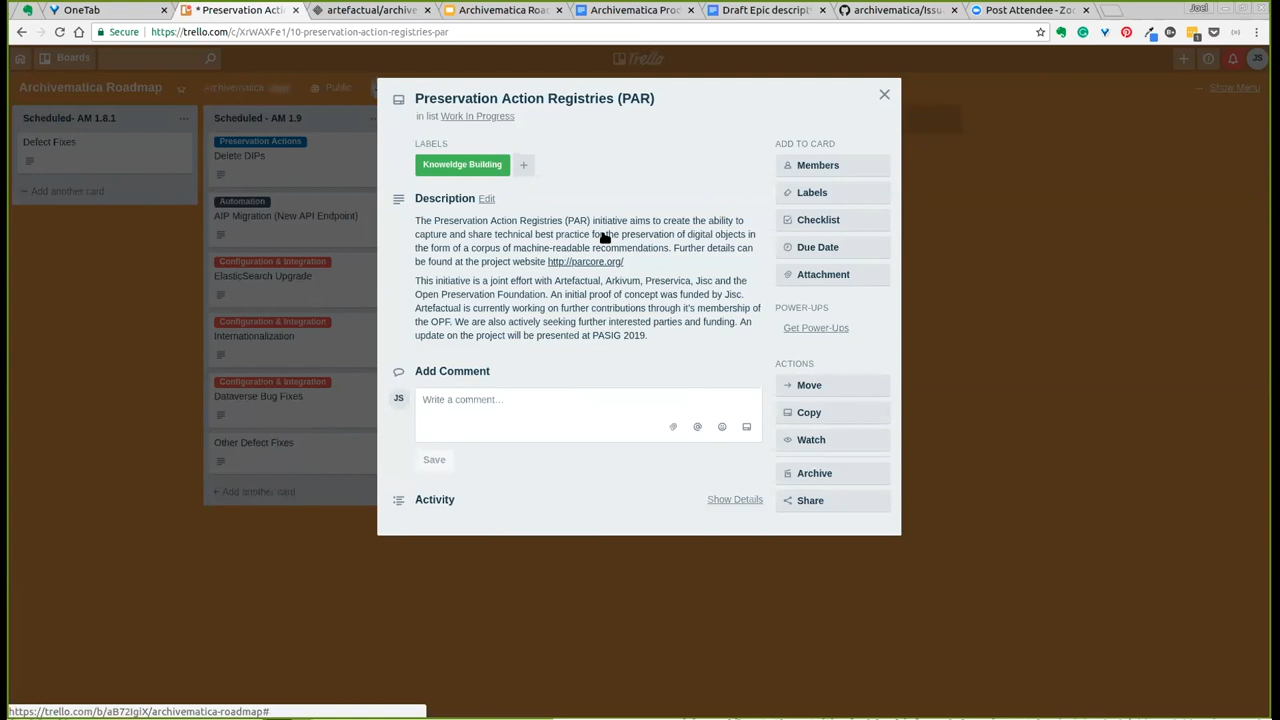 OneTab
* Preservation Acti
artefactual/archive
Archivematica Roa
Archivematica Prod
Draft Epic descript
archivematica/Issu
Post Attendee - Zo
Joel
Secure
https://trello.com/c/XrWAXFe1/10-preservation-action-registries-par
Boards
Trello
JS
Archivematica Roadmap
Archivematica
Public
Show Menu
Scheduled- AM 1.8.1
Defect Fixes
+ Add another card
Scheduled - AM 1.9
Preservation Actions
Delete DIPs
Automation
AIP Migration (New API Endpoint)
Configuration & Integration
ElasticSearch Upgrade
Configuration & Integration
Internationalization
Configuration & Integration
Dataverse Bug Fixes
Other Defect Fixes
+ Add another card
Preservation Action Registries (PAR)
in list Work In Progress
LABELS
Knoweldge Building
+
Description Edit
The Preservation Action Registries (PAR) initiative aims to create the ability to
capture and share technical best practice for the preservation of digital objects in
the form of a corpus of machine-readable recommendations. Further details can
be found at the project website http://parcore.org/
This initiative is a joint effort with Artefactual, Arkivum, Preservica, Jisc and the
Open Preservation Foundation. An initial proof of concept was funded by Jisc.
Artefactual is currently working on further contributions through it's membership of
the OPF. We are also actively seeking further interested parties and funding. An
update on the project will be presented at PASIG 2019.
Add Comment
JS
Write a comment…
Save
Activity
Show Details
ADD TO CARD
Members
Labels
Checklist
Due Date
Attachment
POWER-UPS
Get Power-Ups
ACTIONS
Move
Copy
Watch
Archive
Share
https://trello.com/b/aB72IgiX/archivematica-roadmap#